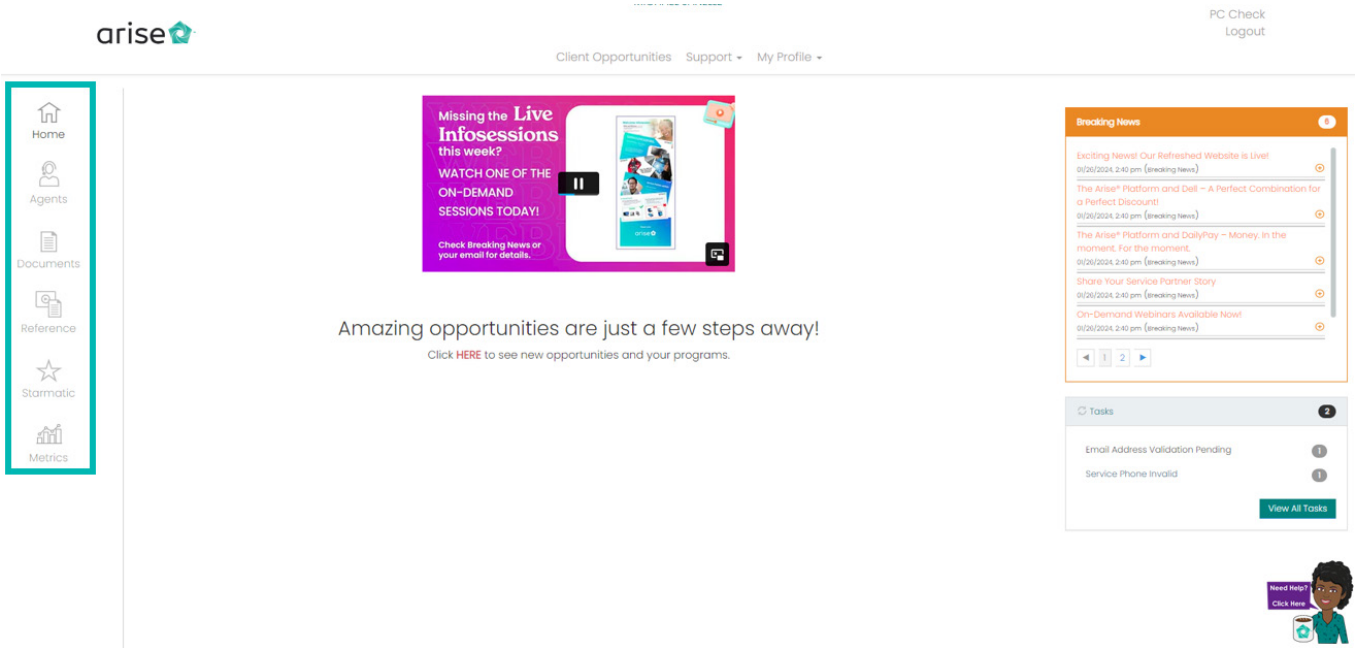 PC Check
Logout
arise
Client Opportunities Support My Profile
Home
Agents
Documents
Reference
Starmatic
Metrics
Missing the Live
Infosessions
this week?
WATCH ONE OF THE
ON-DEMAND
SESSIONS TODAY!
Check Breaking News or
your email for details.
arise
Amazing opportunities are just a few steps away!
Click HERE to see new opportunities and your programs.
Breaking News 6
Exciting News! Our Refreshed Website is Live!
01/26/2024, 2:40 pm (Breaking News)
The Arise® Platform and Dell – A Perfect Combination for
a Perfect Discount!
01/26/2024, 2:40 pm (Breaking News)
The Arise® Platform and DailyPay – Money. In the
moment. For the moment.
01/26/2024, 2:40 pm (Breaking News)
Share Your Service Partner Story
01/26/2024, 2:40 pm (Breaking News)
On-Demand Webinars Available Now!
01/26/2024, 2:40 pm (Breaking News)
1 2
Tasks 2
Email Address Validation Pending 1
Service Phone Invalid 1
View All Tasks
Need Help?
Click Here